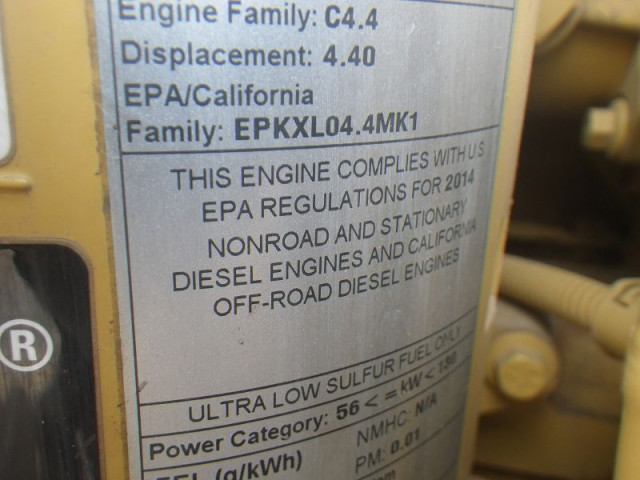 Engine Family: C4.4
Displacement: 4.40
EPA/California
Family: EPKXL04.4MK1
THIS ENGINE COMPLIES WITH U S
EPA REGULATIONS FOR 2014
NONROAD AND STATIONARY
DIESEL ENGINES AND CALIFORNIA
OFF-ROAD DIESEL ENGINES
ULTRA LOW SULFUR FUEL ONLY
Power Category: 56 < = kW < 130
NMHC: N/A
FEL (g/kWh)
PM: 0.01
®